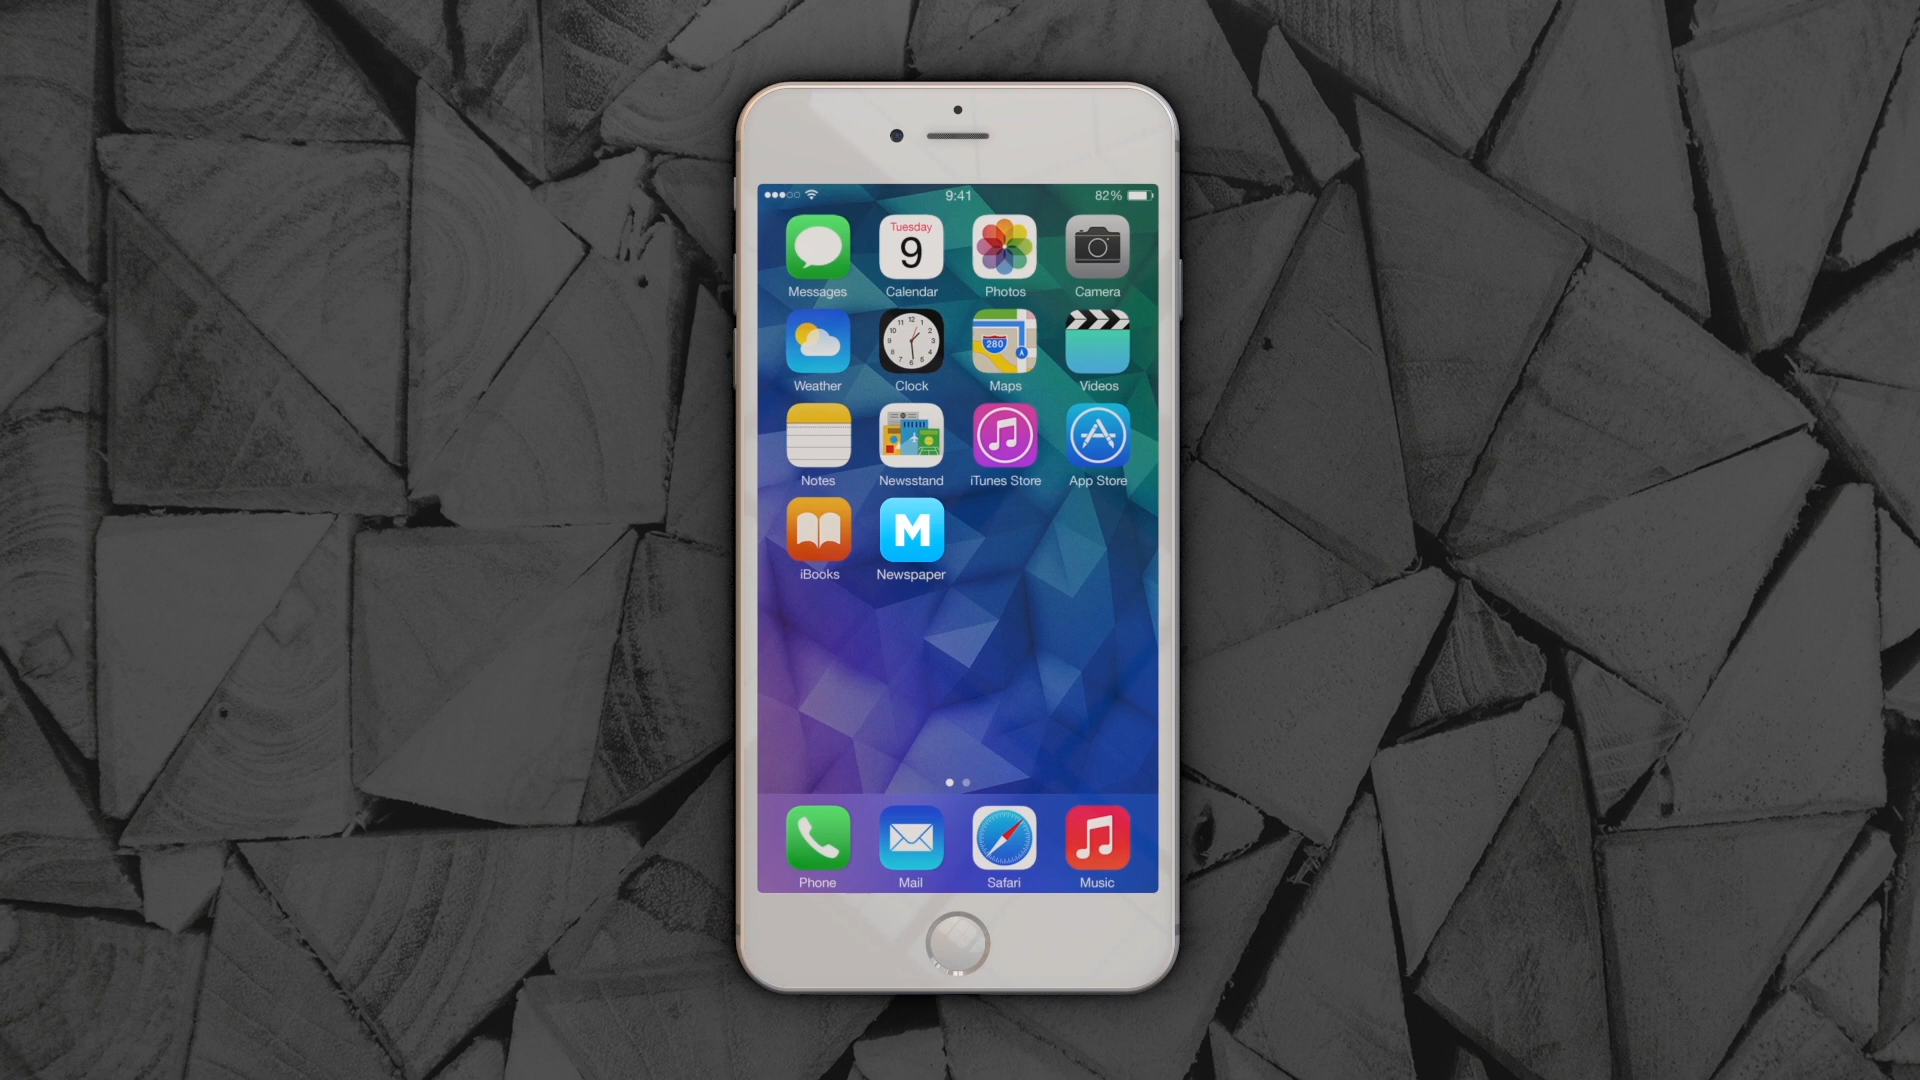 9:41
82%
Tuesday
9
Messages
Calendar
Photos
Camera
280
Weather
Clock
Maps
Videos
Notes
Newsstand
iTunes Store
App Store
M
iBooks
Newspaper
Phone
Mail
Safari
Music